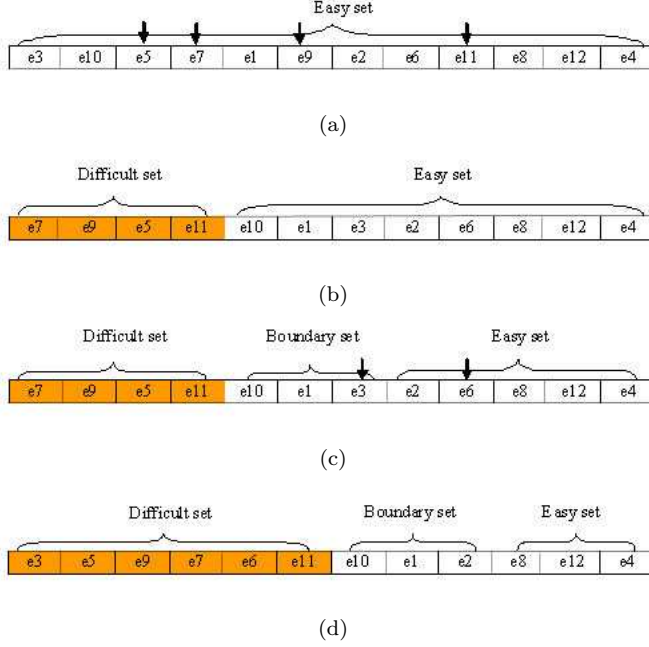 Easy set
e3 e10 e5 e7 e1 e9 e2 e6 e11 e8 e12 e4
(a)
Difficult set Easy set
e7 e9 e5 e11 e10 e1 e3 e2 e6 e8 e12 e4
(b)
Difficult set Boundary set Easy set
e7 e9 e5 e11 e10 e1 e3 e2 e6 e8 e12 e4
(c)
Difficult set Boundary set Easy set
e3 e5 e9 e7 e6 e11 e10 e1 e2 e8 e12 e4
(d)